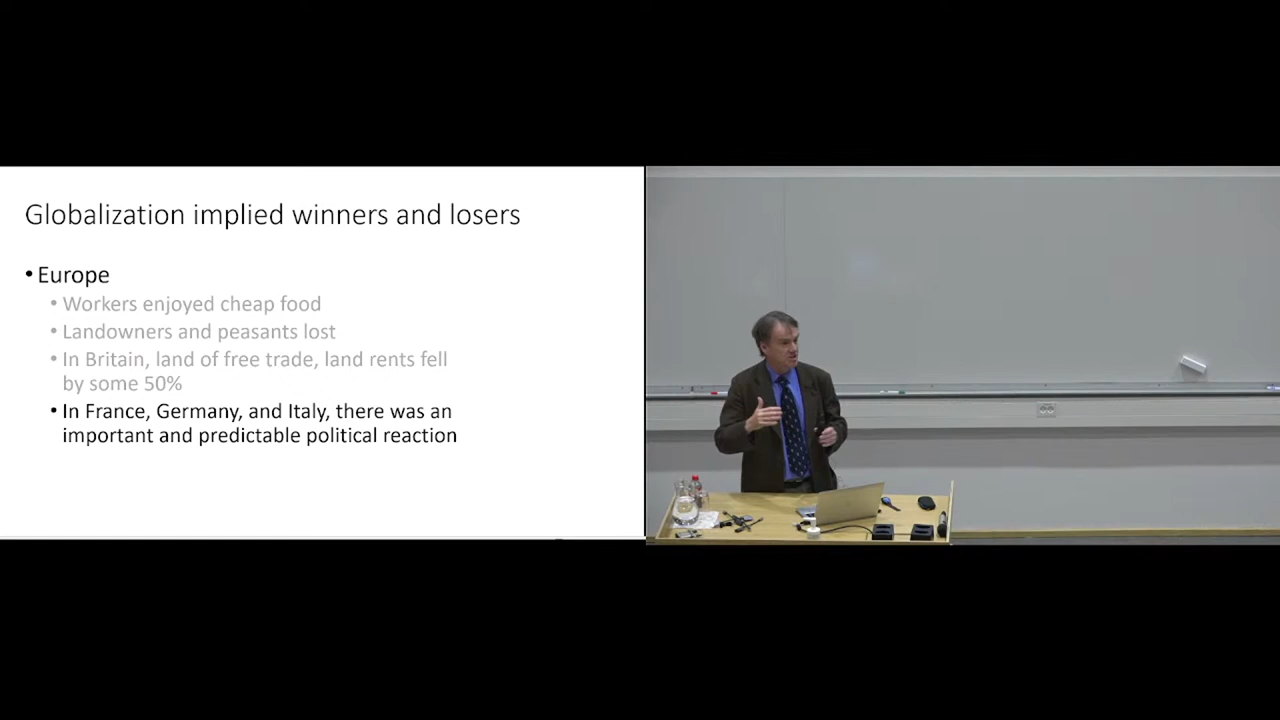 Globalization implied winners and losers
• Europe
• Workers enjoyed cheap food
• Landowners and peasants lost
• In Britain, land of free trade, land rents fell
by some 50%
• In France, Germany, and Italy, there was an
important and predictable political reaction